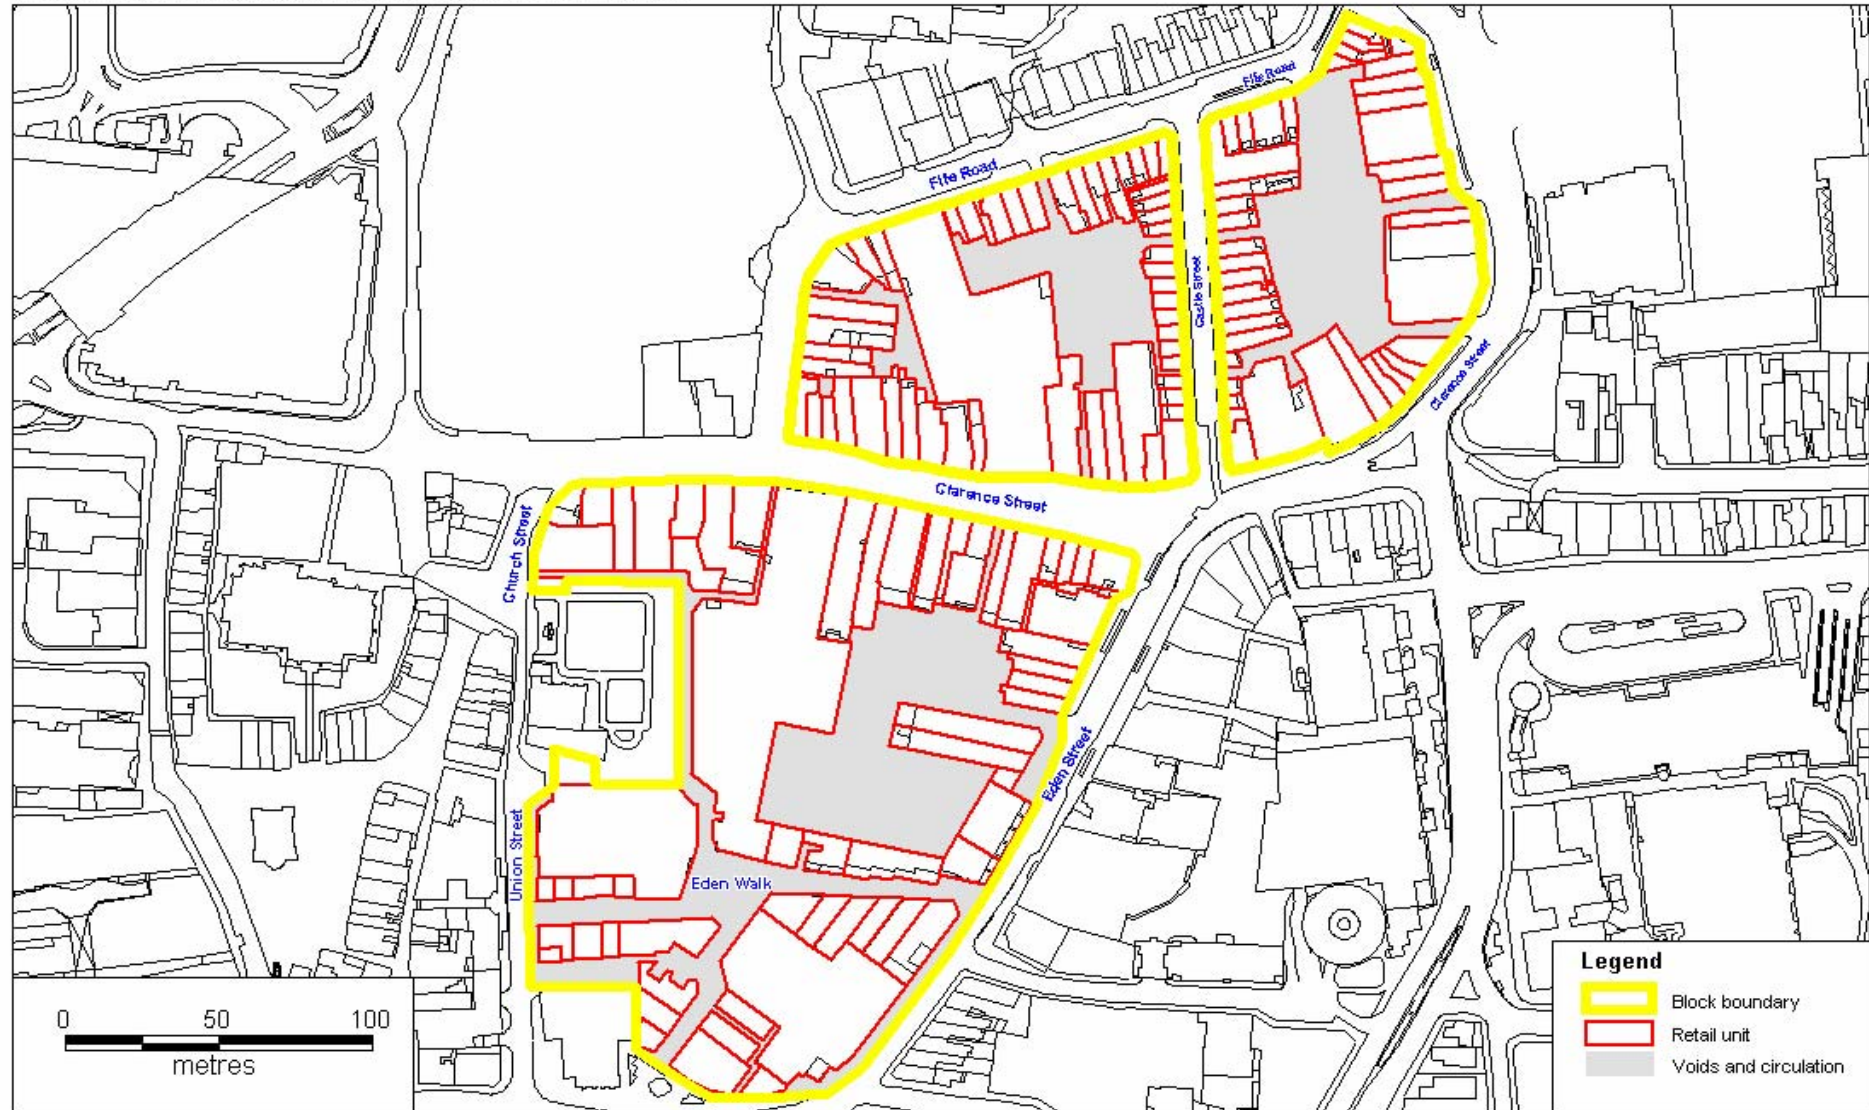 Fife Road
Fife Road
Castle Street
Clarence Street
Clarence Street
Church Street
Eden Street
Union Street
Eden Walk
0 50 100
metres
Legend
Block boundary
Retail unit
Voids and circulation